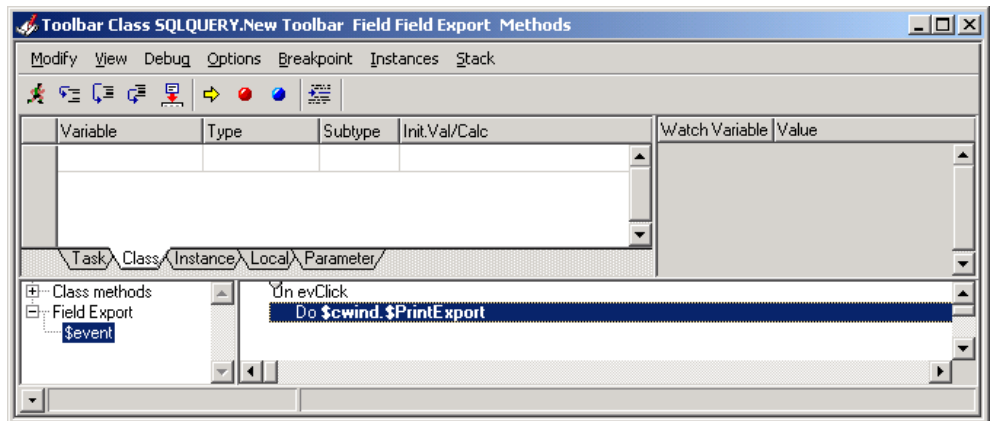 Toolbar Class SQLQUERY.New Toolbar Field Field Export Methods
Modify View Debug Options Breakpoint Instances Stack
Variable Type Subtype Init.Val/Calc Watch Variable Value
Task Class Instance Local Parameter
Class methods
Field Export
$event
On evClick
Do $cwind.$PrintExport